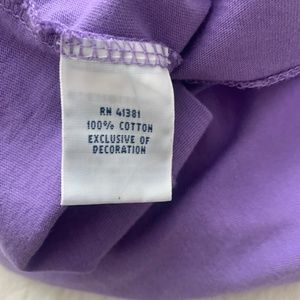 RN 41381
100% COTTON
EXCLUSIVE OF
DECORATION